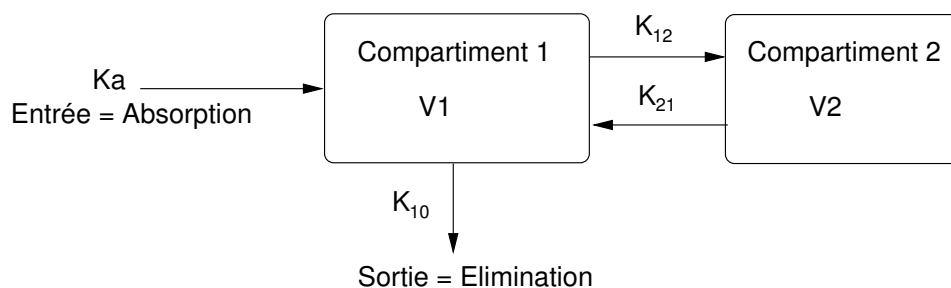 Ka
Entrée = Absorption
Compartiment 1
V1
K12
K21
Compartiment 2
V2
K10
Sortie = Elimination